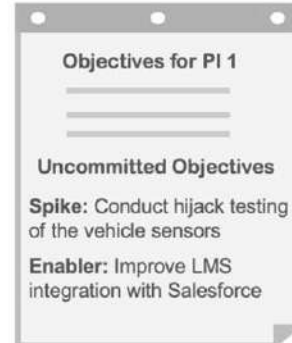 Objectives for PI 1
Uncommitted Objectives
Spike: Conduct hijack testing
of the vehicle sensors
Enabler: Improve LMS
integration with Salesforce